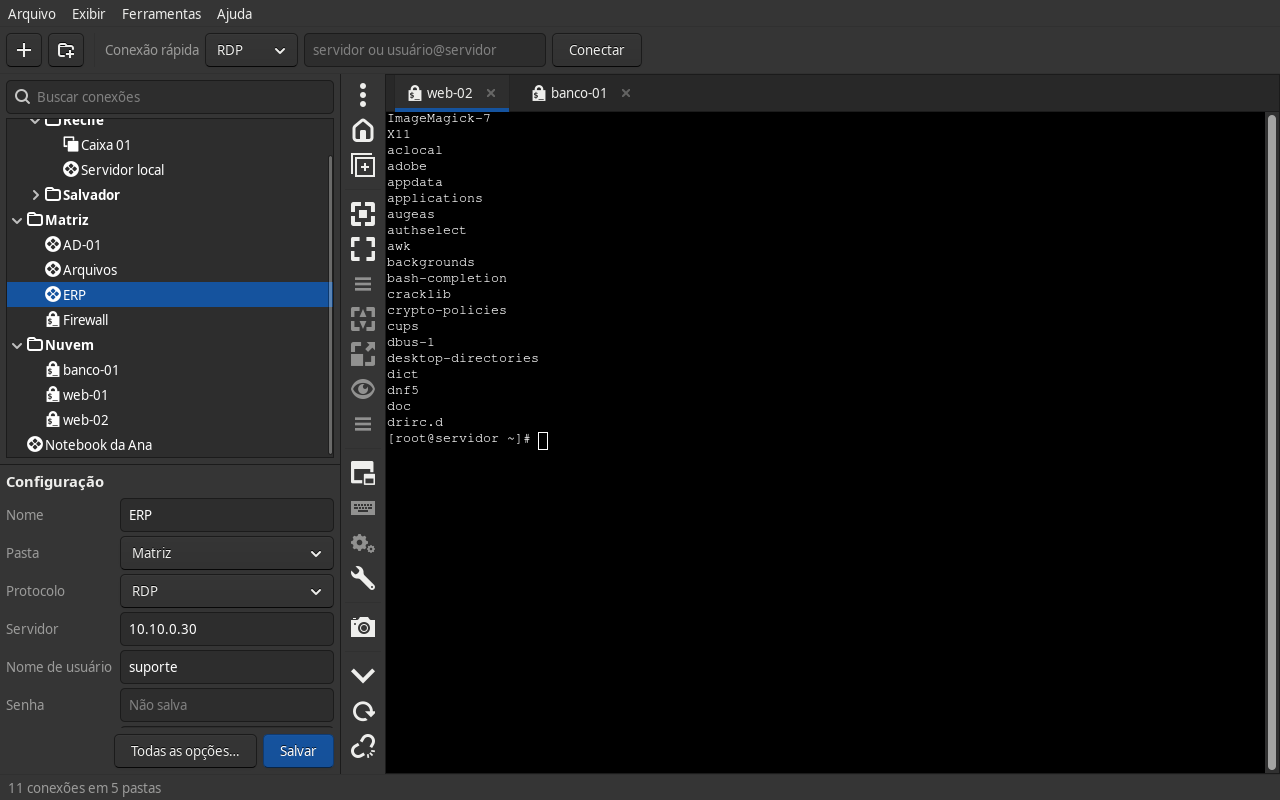 Arquivo Exibir Ferramentas Ajuda
Conexão rápida RDP servidor ou usuário@servidor Conectar
Buscar conexões
Recife
Caixa 01
Servidor local
Salvador
Matriz
AD-01
Arquivos
ERP
Firewall
Nuvem
banco-01
web-01
web-02
Notebook da Ana
Configuração
Nome ERP
Pasta Matriz
Protocolo RDP
Servidor 10.10.0.30
Nome de usuário suporte
Senha Não salva
Todas as opções... Salvar
web-02 banco-01
ImageMagick-7
X11
aclocal
adobe
appdata
applications
augeas
authselect
awk
backgrounds
bash-completion
cracklib
crypto-policies
cups
dbus-1
desktop-directories
dict
dnf5
doc
drirc.d
[root@servidor ~]#
11 conexões em 5 pastas